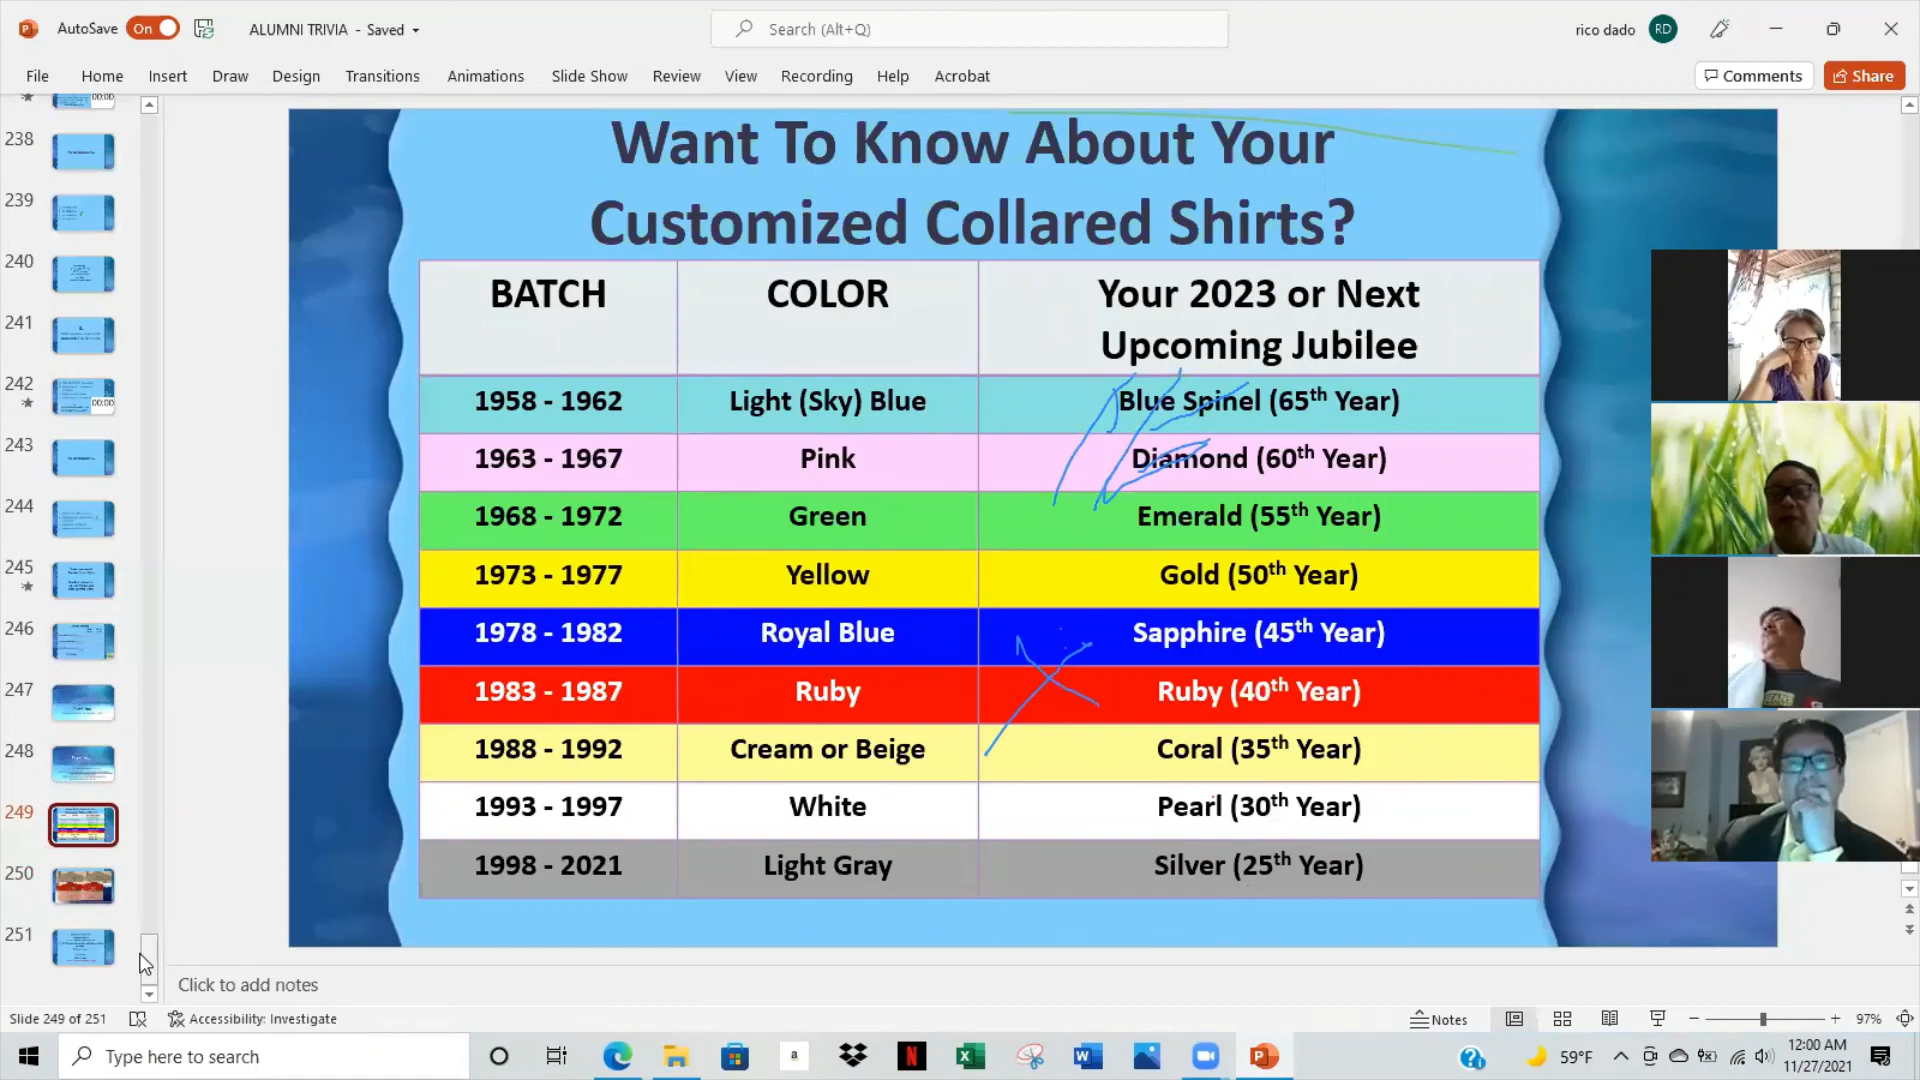 AutoSave On ALUMNI TRIVIA - Saved Search (Alt+Q) rico dado RD
File Home Insert Draw Design Transitions Animations Slide Show Review View Recording Help Acrobat Comments Share
Want To Know About Your
Customized Collared Shirts?
BATCH COLOR Your 2023 or Next
Upcoming Jubilee
1958 - 1962 Light (Sky) Blue Blue Spinel (65th Year)
1963 - 1967 Pink Diamond (60th Year)
1968 - 1972 Green Emerald (55th Year)
1973 - 1977 Yellow Gold (50th Year)
1978 - 1982 Royal Blue Sapphire (45th Year)
1983 - 1987 Ruby Ruby (40th Year)
1988 - 1992 Cream or Beige Coral (35th Year)
1993 - 1997 White Pearl (30th Year)
1998 - 2021 Light Gray Silver (25th Year)
00:00
238
239
240
241
242
00:00
243
244
245
246
247
248
249
250
251
Click to add notes
Slide 249 of 251 Accessibility: Investigate Notes 97%
Type here to search 59°F 12:00 AM
11/27/2021